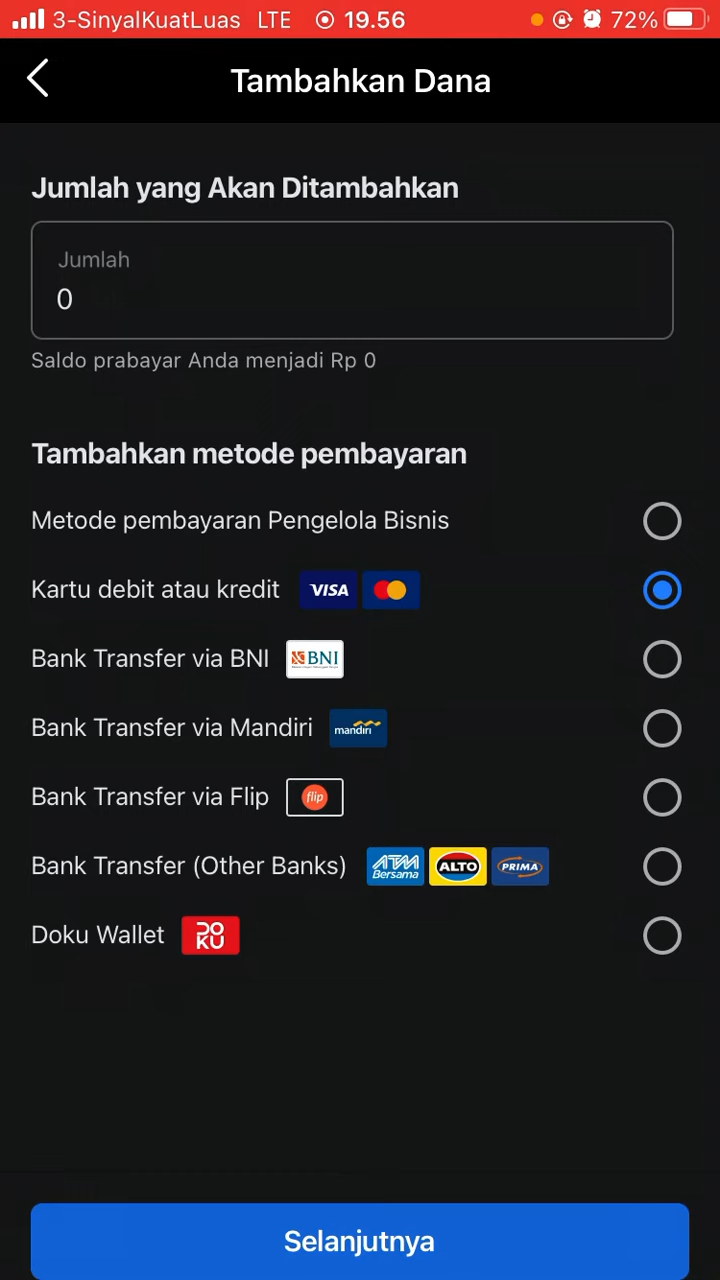 3-SinyalKuatLuas LTE 19.56 72%
Tambahkan Dana
Jumlah yang Akan Ditambahkan
Jumlah
0
Saldo prabayar Anda menjadi Rp 0
Tambahkan metode pembayaran
Metode pembayaran Pengelola Bisnis
Kartu debit atau kredit VISA
Bank Transfer via BNI BNI
Bank Transfer via Mandiri mandiri
Bank Transfer via Flip flip
Bank Transfer (Other Banks) ATM Bersama ALTO PRIMA
Doku Wallet DOKU
Selanjutnya